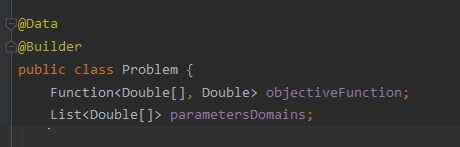 @Data
@Builder
public class Problem {
Function<Double[], Double> objectiveFunction;
List<Double[]> parametersDomains;